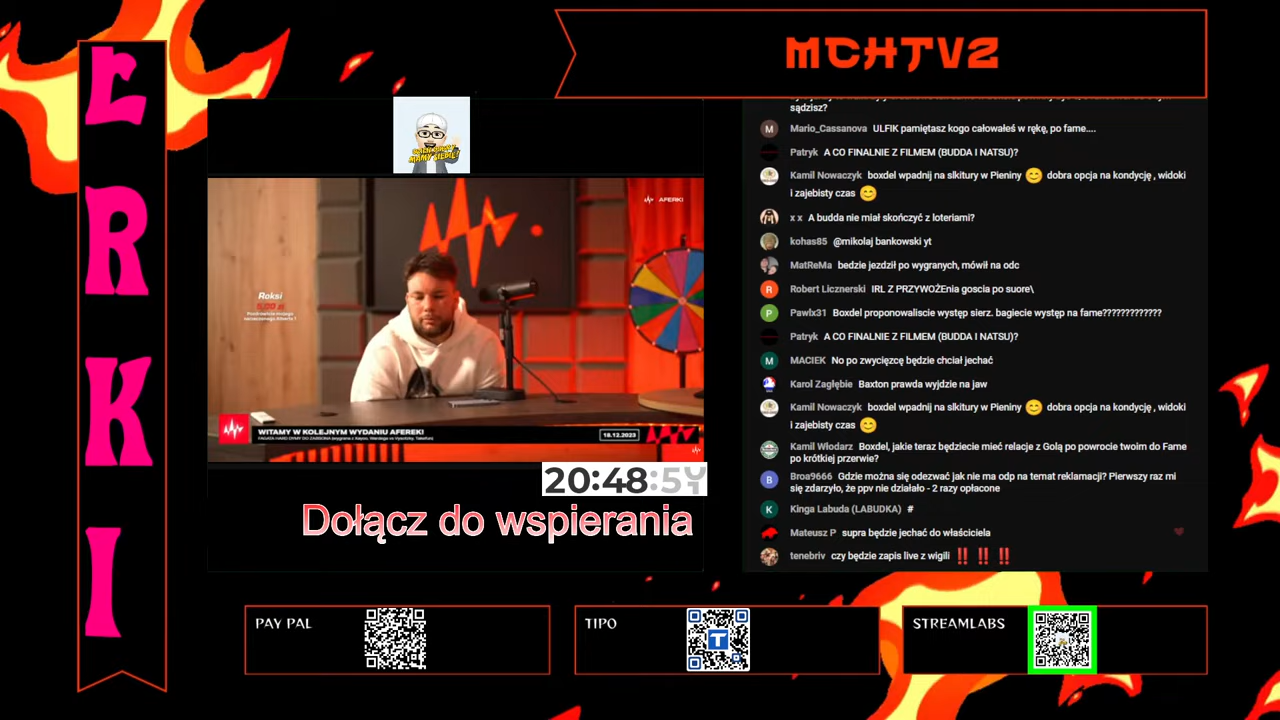 ERKI
MCHTV2
sądzisz?
Mario_Cassanova ULFIK pamiętasz kogo całowałeś w rękę, po fame....
Patryk A CO FINALNIE Z FILMEM (BUDDA I NATSU)?
Kamil Nowaczyk boxdel wpadnij na slkitury w Pieniny 😊 dobra opcja na kondycję , widoki
i zajebisty czas 😊
x x A budda nie miał skończyć z loteriami?
kohas85 @mikolaj bankowski yt
MatReMa bedzie jezdził po wygranych, mówił na odc
Robert Licznerski IRL Z PRZYWOŻEnia goscia po suore\
Pawlx31 Boxdel proponowaliscie występ sierz. bagiecie występ na fame????????????
Patryk A CO FINALNIE Z FILMEM (BUDDA I NATSU)?
MACIEK No po zwycięzcę będzie chciał jechać
Karol Zagłębie Baxton prawda wyjdzie na jaw
Kamil Nowaczyk boxdel wpadnij na slkitury w Pieniny 😊 dobra opcja na kondycję , widoki
i zajebisty czas 😊
Kamil Włodarz Boxdel, jakie teraz będziecie mieć relacje z Golą po powrocie twoim do Fame
po krótkiej przerwie?
Broa9666 Gdzie można się odezwać jak nie ma odp na temat reklamacji? Pierwszy raz mi
się zdarzyło, że ppv nie działało - 2 razy opłacone
Kinga Labuda (LABUDKA) #
Mateusz P supra będzie jechać do właściciela
tenebriv czy będzie zapis live z wigili ‼️ ‼️ ‼️
MAMY CIEBIE!
AFERKI
Roksi
WITAMY W KOLEJNYM WYDANIU AFEREK!
18.12.2023
20:48:5
Dołącz do wspierania
PAY PAL
TIPO
T
STREAMLABS